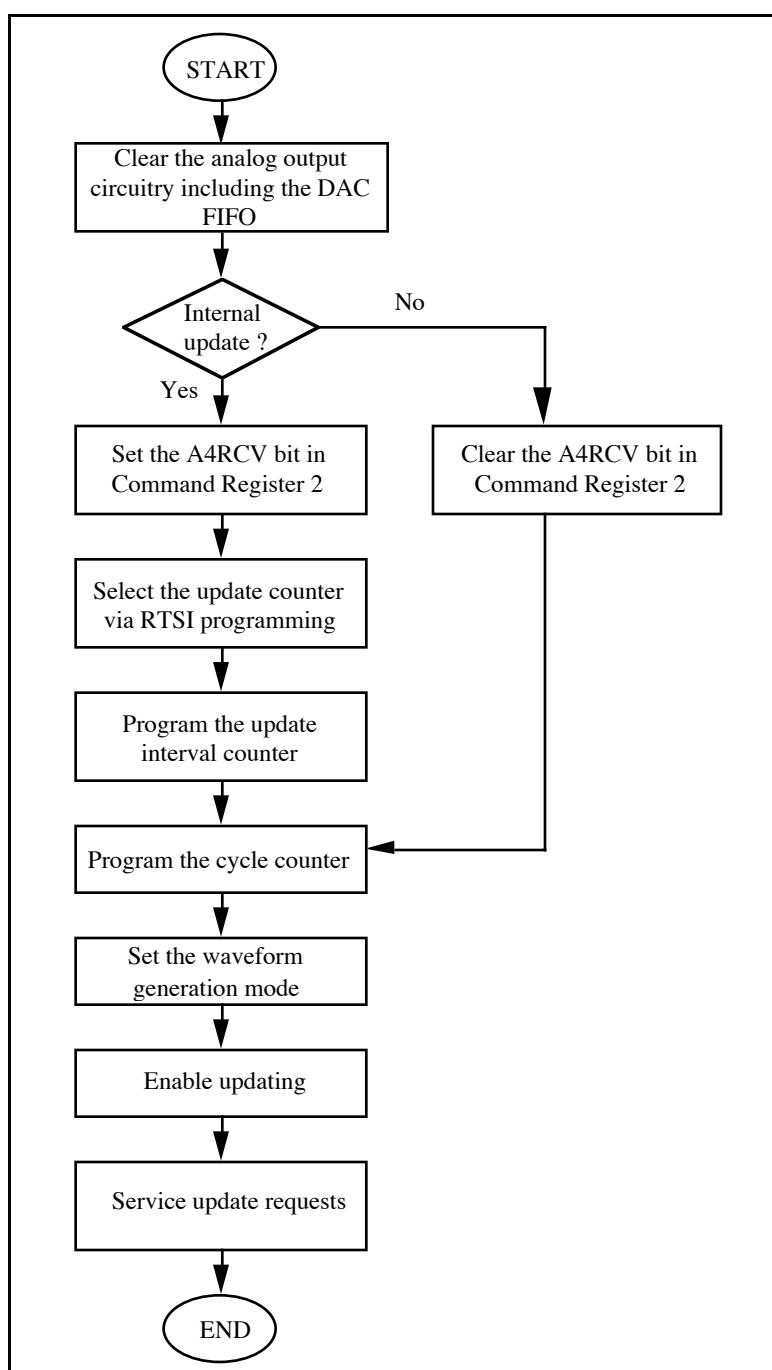 START
Clear the analog output
circuitry including the DAC
FIFO
Internal
update ?
No
Yes
Set the A4RCV bit in
Command Register 2
Clear the A4RCV bit in
Command Register 2
Select the update counter
via RTSI programming
Program the update
interval counter
Program the cycle counter
Set the waveform
generation mode
Enable updating
Service update requests
END